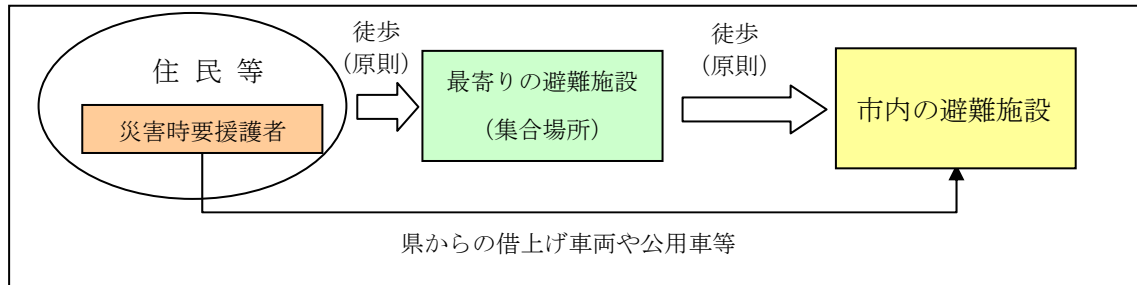 住 民 等
災害時要援護者
徒歩
(原則)
最寄りの避難施設
(集合場所)
徒歩
(原則)
市内の避難施設
県からの借上げ車両や公用車等